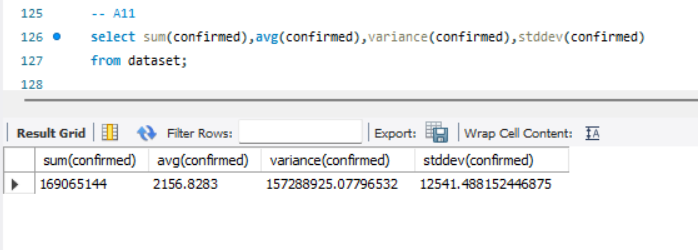 125 -- A11
126 select sum(confirmed),avg(confirmed),variance(confirmed),stddev(confirmed)
127 from dataset;
128
Result Grid Filter Rows: Export: Wrap Cell Content:
sum(confirmed) avg(confirmed) variance(confirmed) stddev(confirmed)
169065144 2156.8283 157288925.07796532 12541.488152446875